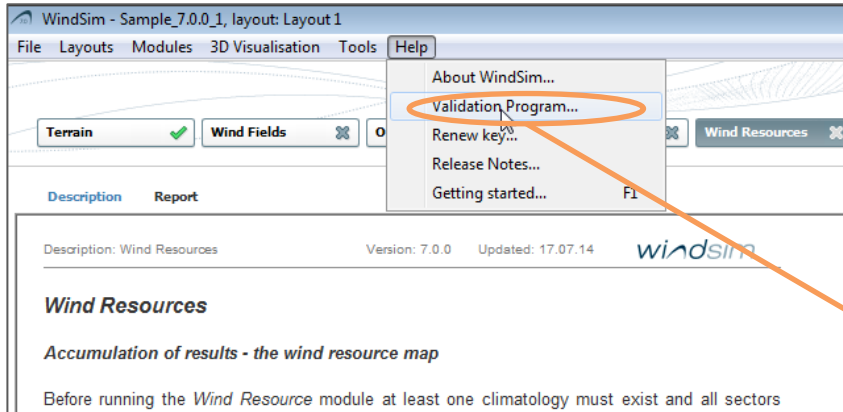 WindSim - Sample_7.0.0_1, layout: Layout 1
File Layouts Modules 3D Visualisation Tools Help
About WindSim...
Validation Program...
Renew key...
Release Notes...
Getting started... F1
Terrain Wind Fields O Wind Resources
Description Report
Description: Wind Resources Version: 7.0.0 Updated: 17.07.14 windsim
Wind Resources
Accumulation of results - the wind resource map
Before running the Wind Resource module at least one climatology must exist and all sectors